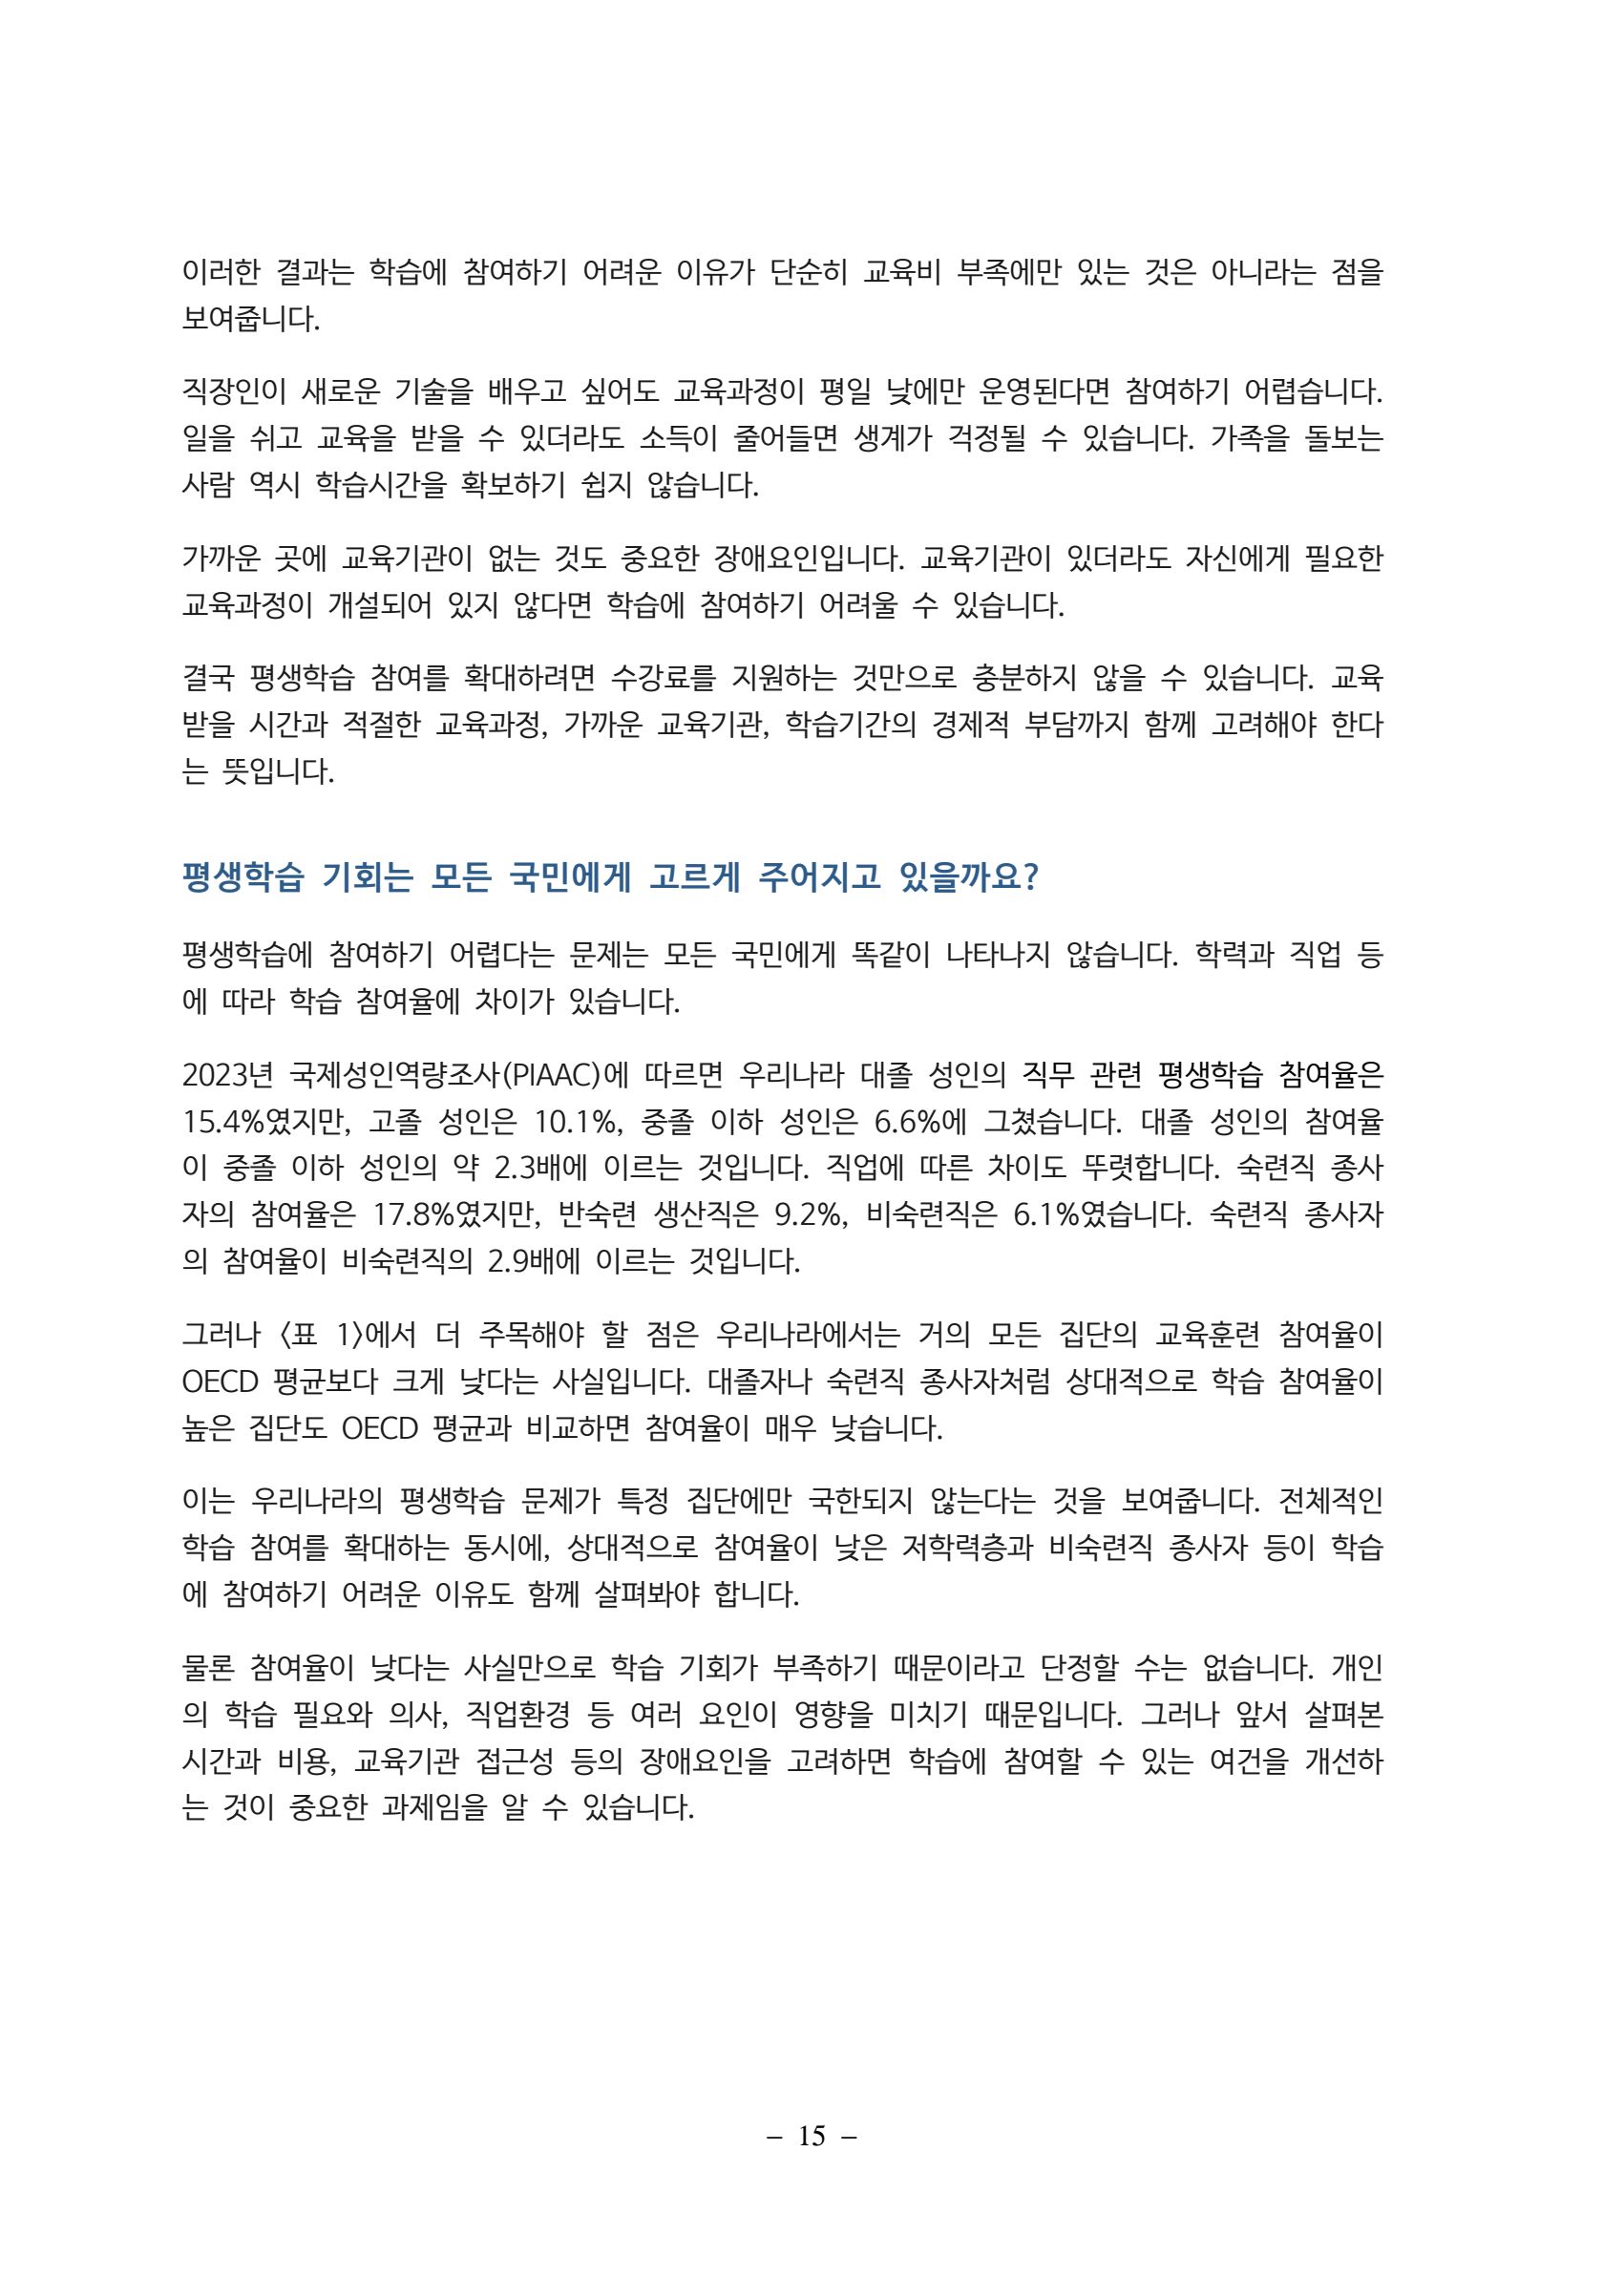 이러한 결과는 학습에 참여하기 어려운 이유가 단순히 교육비 부족에만 있는 것은 아니라는 점을
보여줍니다.
직장인이 새로운 기술을 배우고 싶어도 교육과정이 평일 낮에만 운영된다면 참여하기 어렵습니다.
일을 쉬고 교육을 받을 수 있더라도 소득이 줄어들면 생계가 걱정될 수 있습니다. 가족을 돌보는
사람 역시 학습시간을 확보하기 쉽지 않습니다.
가까운 곳에 교육기관이 없는 것도 중요한 장애요인입니다. 교육기관이 있더라도 자신에게 필요한
교육과정이 개설되어 있지 않다면 학습에 참여하기 어려울 수 있습니다.
결국 평생학습 참여를 확대하려면 수강료를 지원하는 것만으로 충분하지 않을 수 있습니다. 교육
받을 시간과 적절한 교육과정, 가까운 교육기관, 학습기간의 경제적 부담까지 함께 고려해야 한다
는 뜻입니다.
평생학습 기회는 모든 국민에게 고르게 주어지고 있을까요?
평생학습에 참여하기 어렵다는 문제는 모든 국민에게 똑같이 나타나지 않습니다. 학력과 직업 등
에 따라 학습 참여율에 차이가 있습니다.
2023년 국제성인역량조사(PIAAC)에 따르면 우리나라 대졸 성인의 직무 관련 평생학습 참여율은
15.4%였지만, 고졸 성인은 10.1%, 중졸 이하 성인은 6.6%에 그쳤습니다. 대졸 성인의 참여율
이 중졸 이하 성인의 약 2.3배에 이르는 것입니다. 직업에 따른 차이도 뚜렷합니다. 숙련직 종사
자의 참여율은 17.8%였지만, 반숙련 생산직은 9.2%, 비숙련직은 6.1%였습니다. 숙련직 종사자
의 참여율이 비숙련직의 2.9배에 이르는 것입니다.
그러나 〈표 1〉에서 더 주목해야 할 점은 우리나라에서는 거의 모든 집단의 교육훈련 참여율이
OECD 평균보다 크게 낮다는 사실입니다. 대졸자나 숙련직 종사자처럼 상대적으로 학습 참여율이
높은 집단도 OECD 평균과 비교하면 참여율이 매우 낮습니다.
이는 우리나라의 평생학습 문제가 특정 집단에만 국한되지 않는다는 것을 보여줍니다. 전체적인
학습 참여를 확대하는 동시에, 상대적으로 참여율이 낮은 저학력층과 비숙련직 종사자 등이 학습
에 참여하기 어려운 이유도 함께 살펴봐야 합니다.
물론 참여율이 낮다는 사실만으로 학습 기회가 부족하기 때문이라고 단정할 수는 없습니다. 개인
의 학습 필요와 의사, 직업환경 등 여러 요인이 영향을 미치기 때문입니다. 그러나 앞서 살펴본
시간과 비용, 교육기관 접근성 등의 장애요인을 고려하면 학습에 참여할 수 있는 여건을 개선하
는 것이 중요한 과제임을 알 수 있습니다.
– 15 –